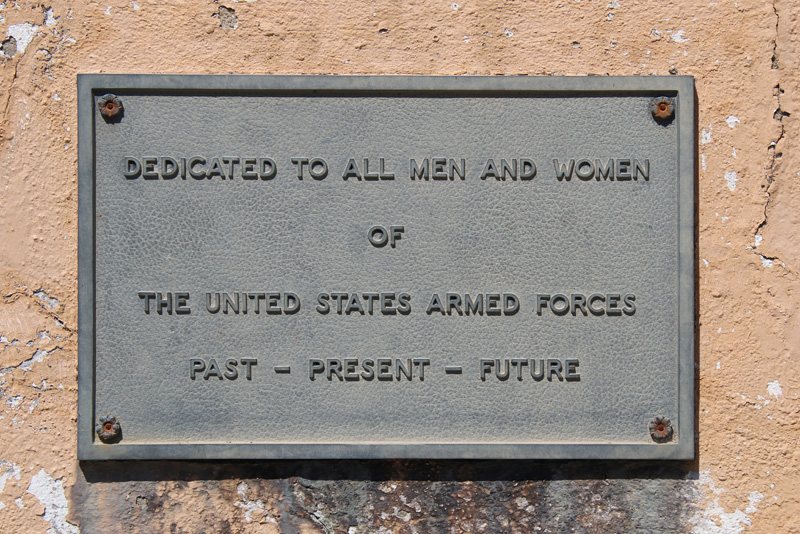 DEDICATED TO ALL MEN AND WOMEN
OF
THE UNITED STATES ARMED FORCES
PAST – PRESENT – FUTURE